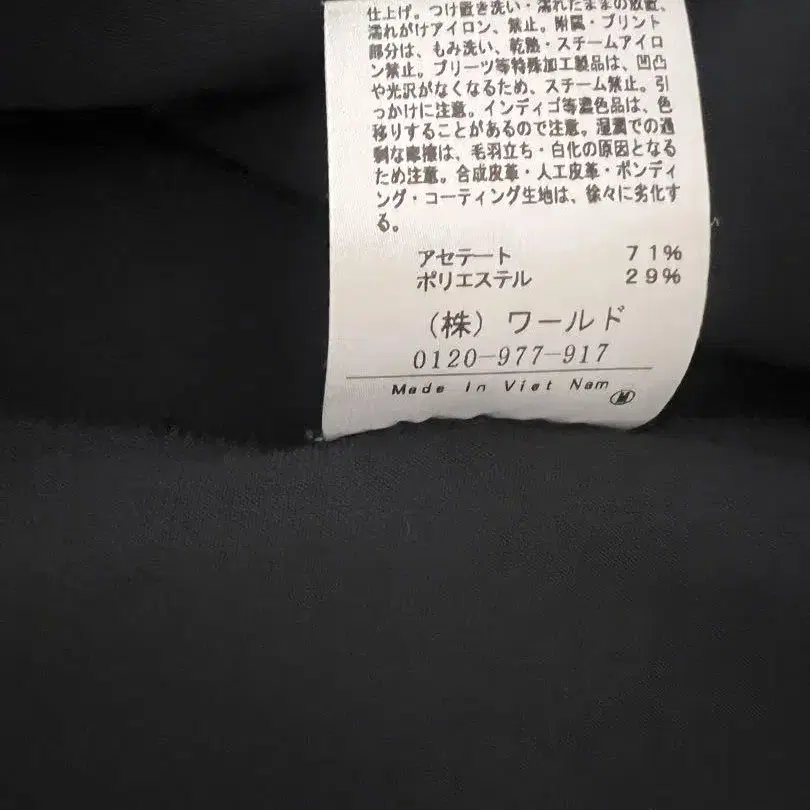 仕上げ。つけ置き洗い・濡れたままの放置、
濡れがけアイロン、禁止。附属・プリント
部分は、もみ洗い、乾熱・スチームアイロ
ン禁止。プリーツ等特殊加工製品は、凹凸
や光沢がなくなるため、スチーム禁止。引
っかけに注意。インディゴ等濃色品は、色
移りすることがあるので注意。湿潤での過
剰な摩擦は、毛羽立ち・白化の原因となる
ため注意。合成皮革・人工皮革・ボンディ
ング・コーティング生地は、徐々に劣化す
る。
アセテート 71%
ポリエステル 29%
(株)ワールド
0120-977-917
Made In Viet Nam
M